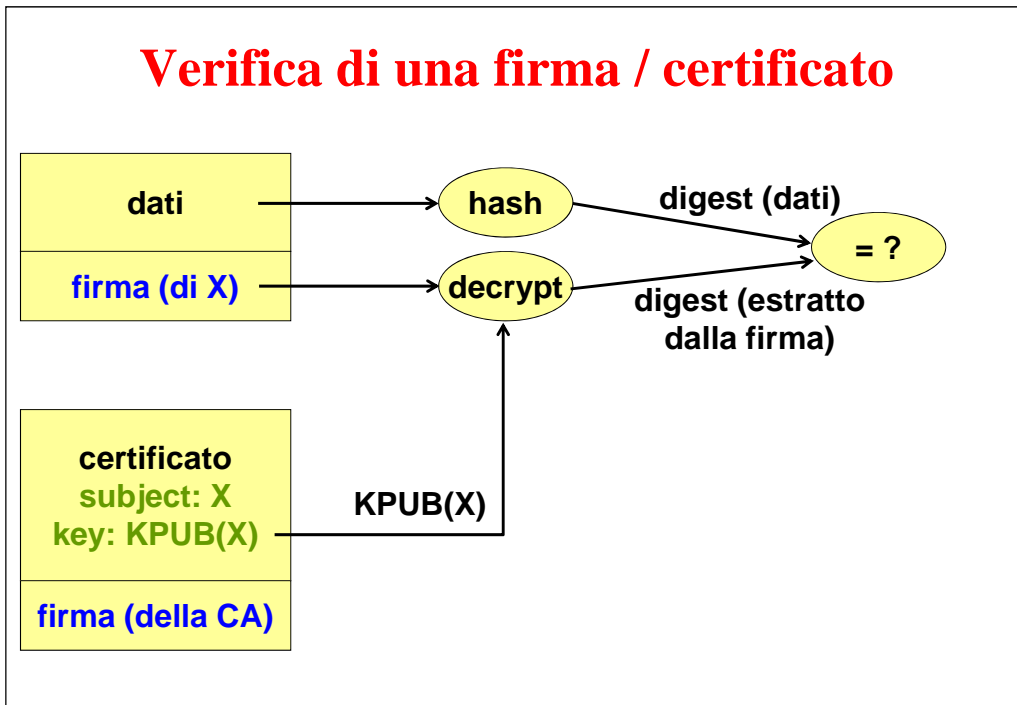 Verifica di una firma / certificato
dati
hash
digest (dati)
= ?
firma (di X)
decrypt
digest (estratto
dalla firma)
certificato
subject: X
key: KPUB(X)
KPUB(X)
firma (della CA)